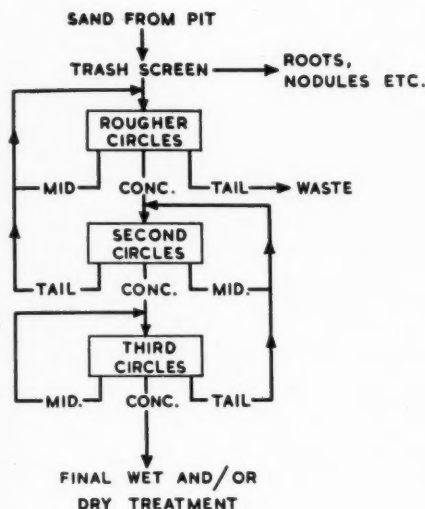 SAND FROM PIT
TRASH SCREEN
ROOTS,
NODULES ETC.
ROUGHER
CIRCLES
MID
CONC.
TAIL
WASTE
SECOND
CIRCLES
TAIL
CONC.
MID.
THIRD
CIRCLES
MID.
CONC.
TAIL
FINAL WET AND/OR
DRY TREATMENT